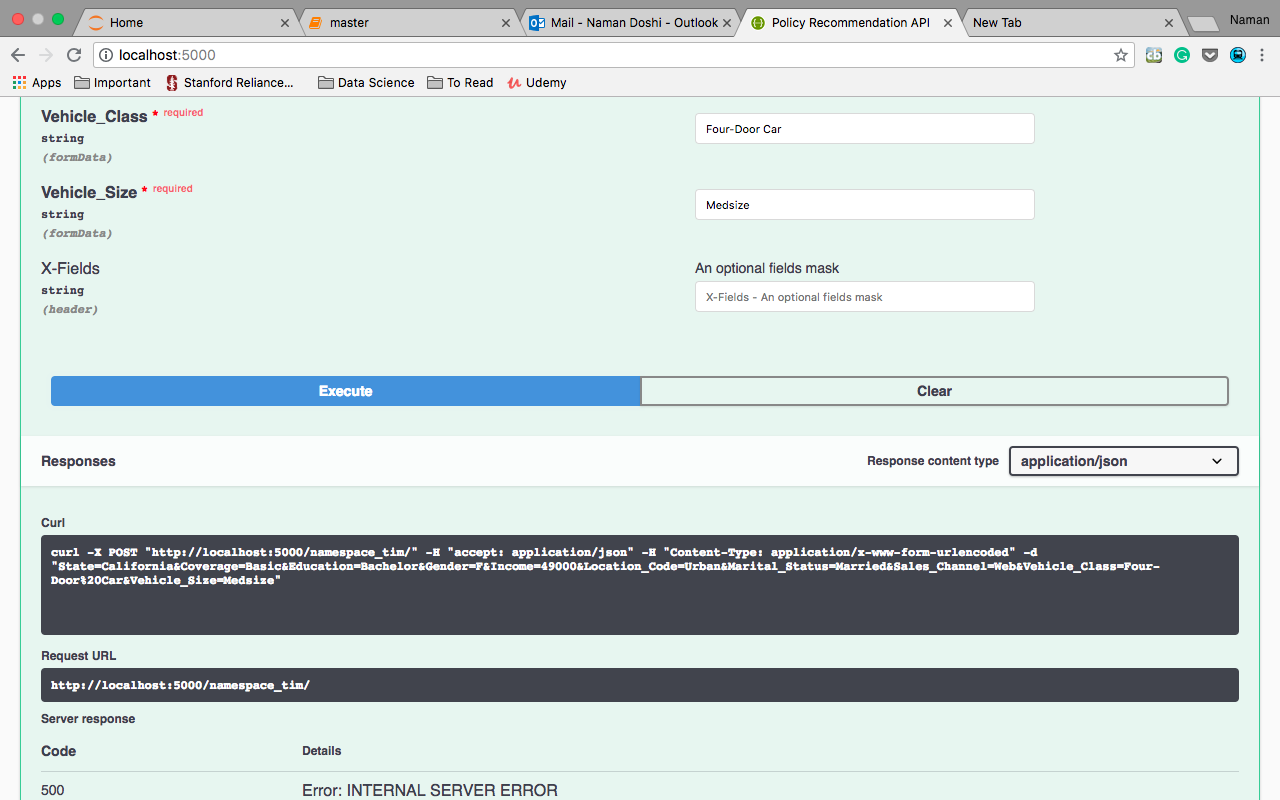 Home
master
Mail - Naman Doshi - Outlook
Policy Recommendation API
New Tab
Naman
localhost:5000
Apps Important Stanford Reliance... Data Science To Read Udemy
Vehicle_Class * required
string
(formData)
Four-Door Car
Vehicle_Size * required
string
(formData)
Medsize
X-Fields
string
(header)
An optional fields mask
X-Fields - An optional fields mask
Execute
Clear
Responses
Response content type
application/json
Curl
curl -X POST "http://localhost:5000/namespace_tim/" -H "accept: application/json" -H "Content-Type: application/x-www-form-urlencoded" -d
"State=California&Coverage=Basic&Education=Bachelor&Gender=F&Income=49000&Location_Code=Urban&Marital_Status=Married&Sales_Channel=Web&Vehicle_Class=Four-
Door%20Car&Vehicle_Size=Medsize"
Request URL
http://localhost:5000/namespace_tim/
Server response
Code
Details
500
Error: INTERNAL SERVER ERROR